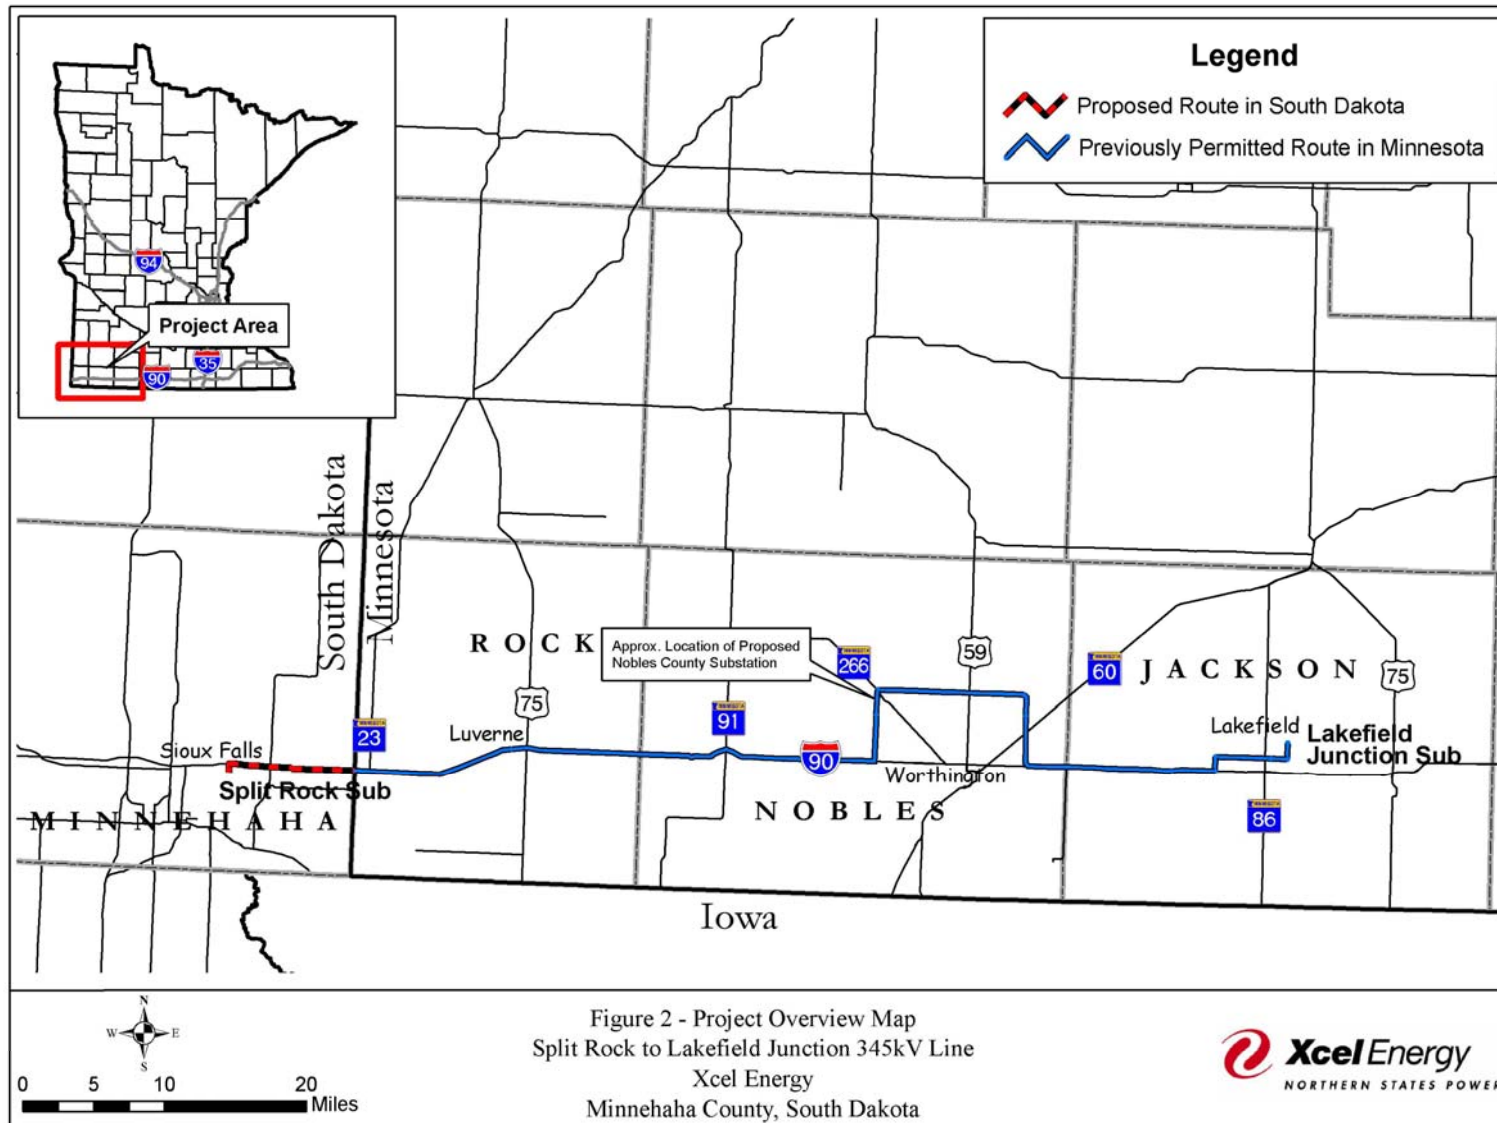 Legend
Proposed Route in South Dakota
Previously Permitted Route in Minnesota
94
Project Area
35
90
South Dakota
Minnesota
ROCK
Approx. Location of Proposed
Nobles County Substation
266
59
60
JACKSON
75
75
91
23
Luverne
Lakefield
Lakefield
Junction Sub
Sioux Falls
90
Worthington
Split Rock Sub
MINNEHAHA
NOBLES
86
Iowa
N
W E
S
0 5 10 20
Miles
Figure 2 - Project Overview Map
Split Rock to Lakefield Junction 345kV Line
Xcel Energy
Minnehaha County, South Dakota
Xcel Energy
NORTHERN STATES POWER